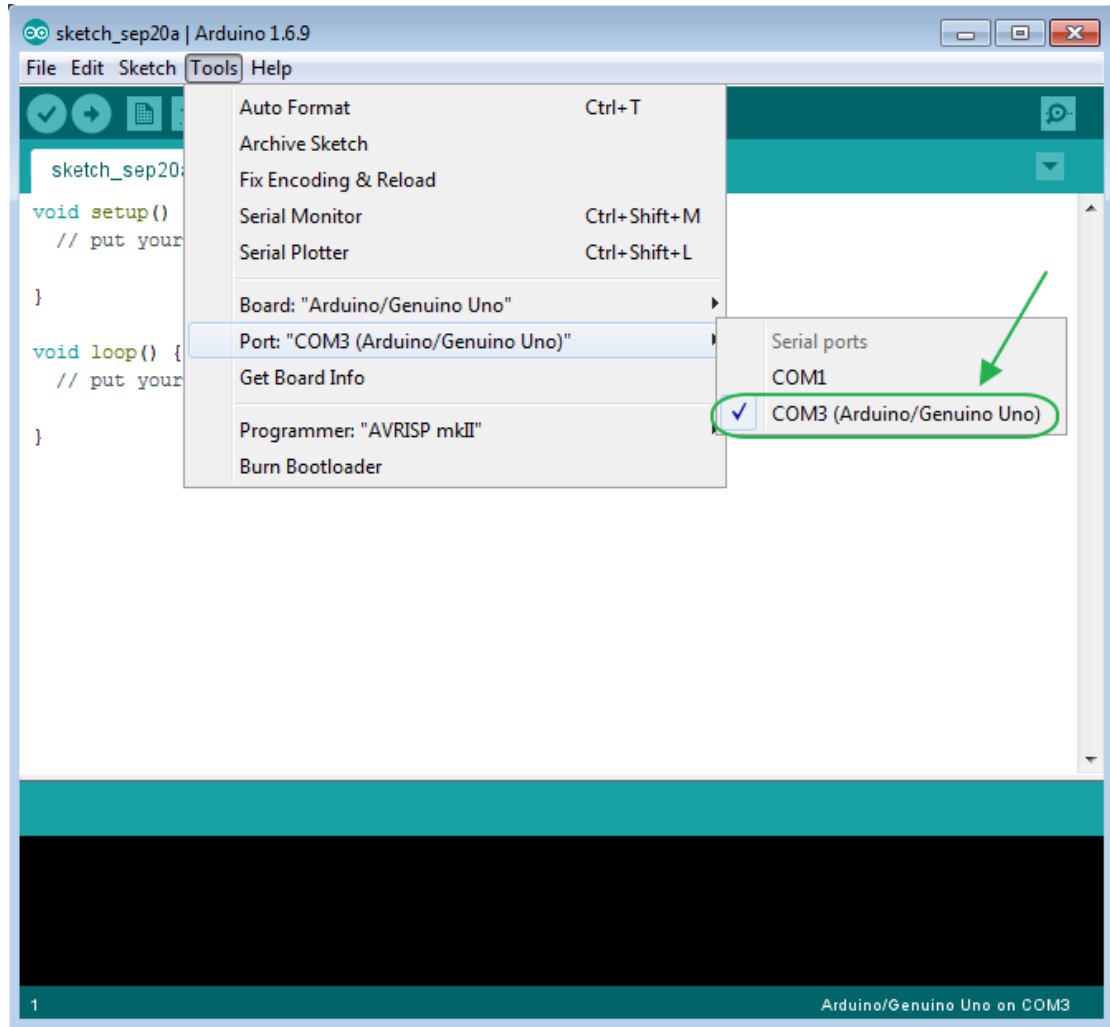 sketch_sep20a | Arduino 1.6.9
File Edit Sketch Tools Help
sketch_sep20a
void setup()
// put your
}
void loop() {
// put your
}
Auto Format Ctrl+T
Archive Sketch
Fix Encoding & Reload
Serial Monitor Ctrl+Shift+M
Serial Plotter Ctrl+Shift+L
Board: "Arduino/Genuino Uno"
Port: "COM3 (Arduino/Genuino Uno)"
Get Board Info
Programmer: "AVRISP mkII"
Burn Bootloader
Serial ports
COM1
COM3 (Arduino/Genuino Uno)
1 Arduino/Genuino Uno on COM3